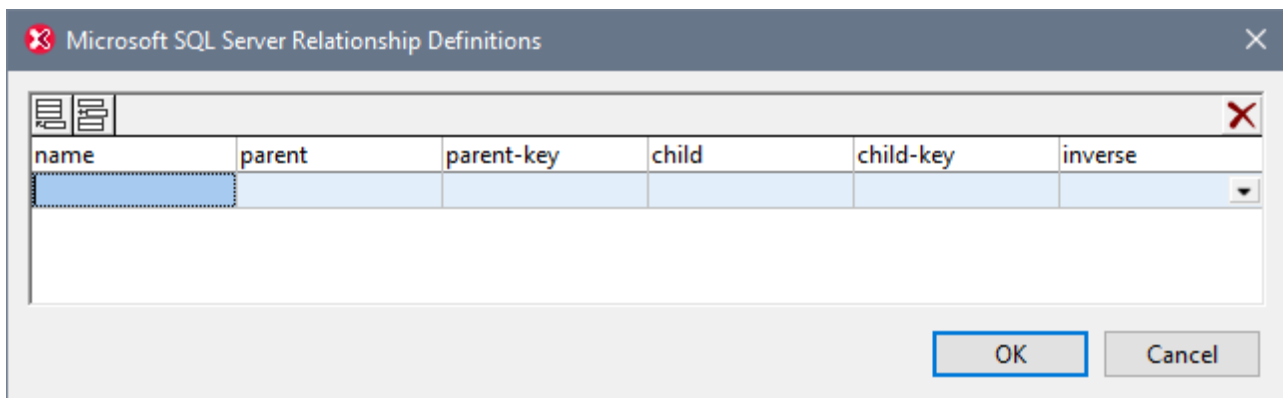 Microsoft SQL Server Relationship Definitions
name parent parent-key child child-key inverse
OK Cancel